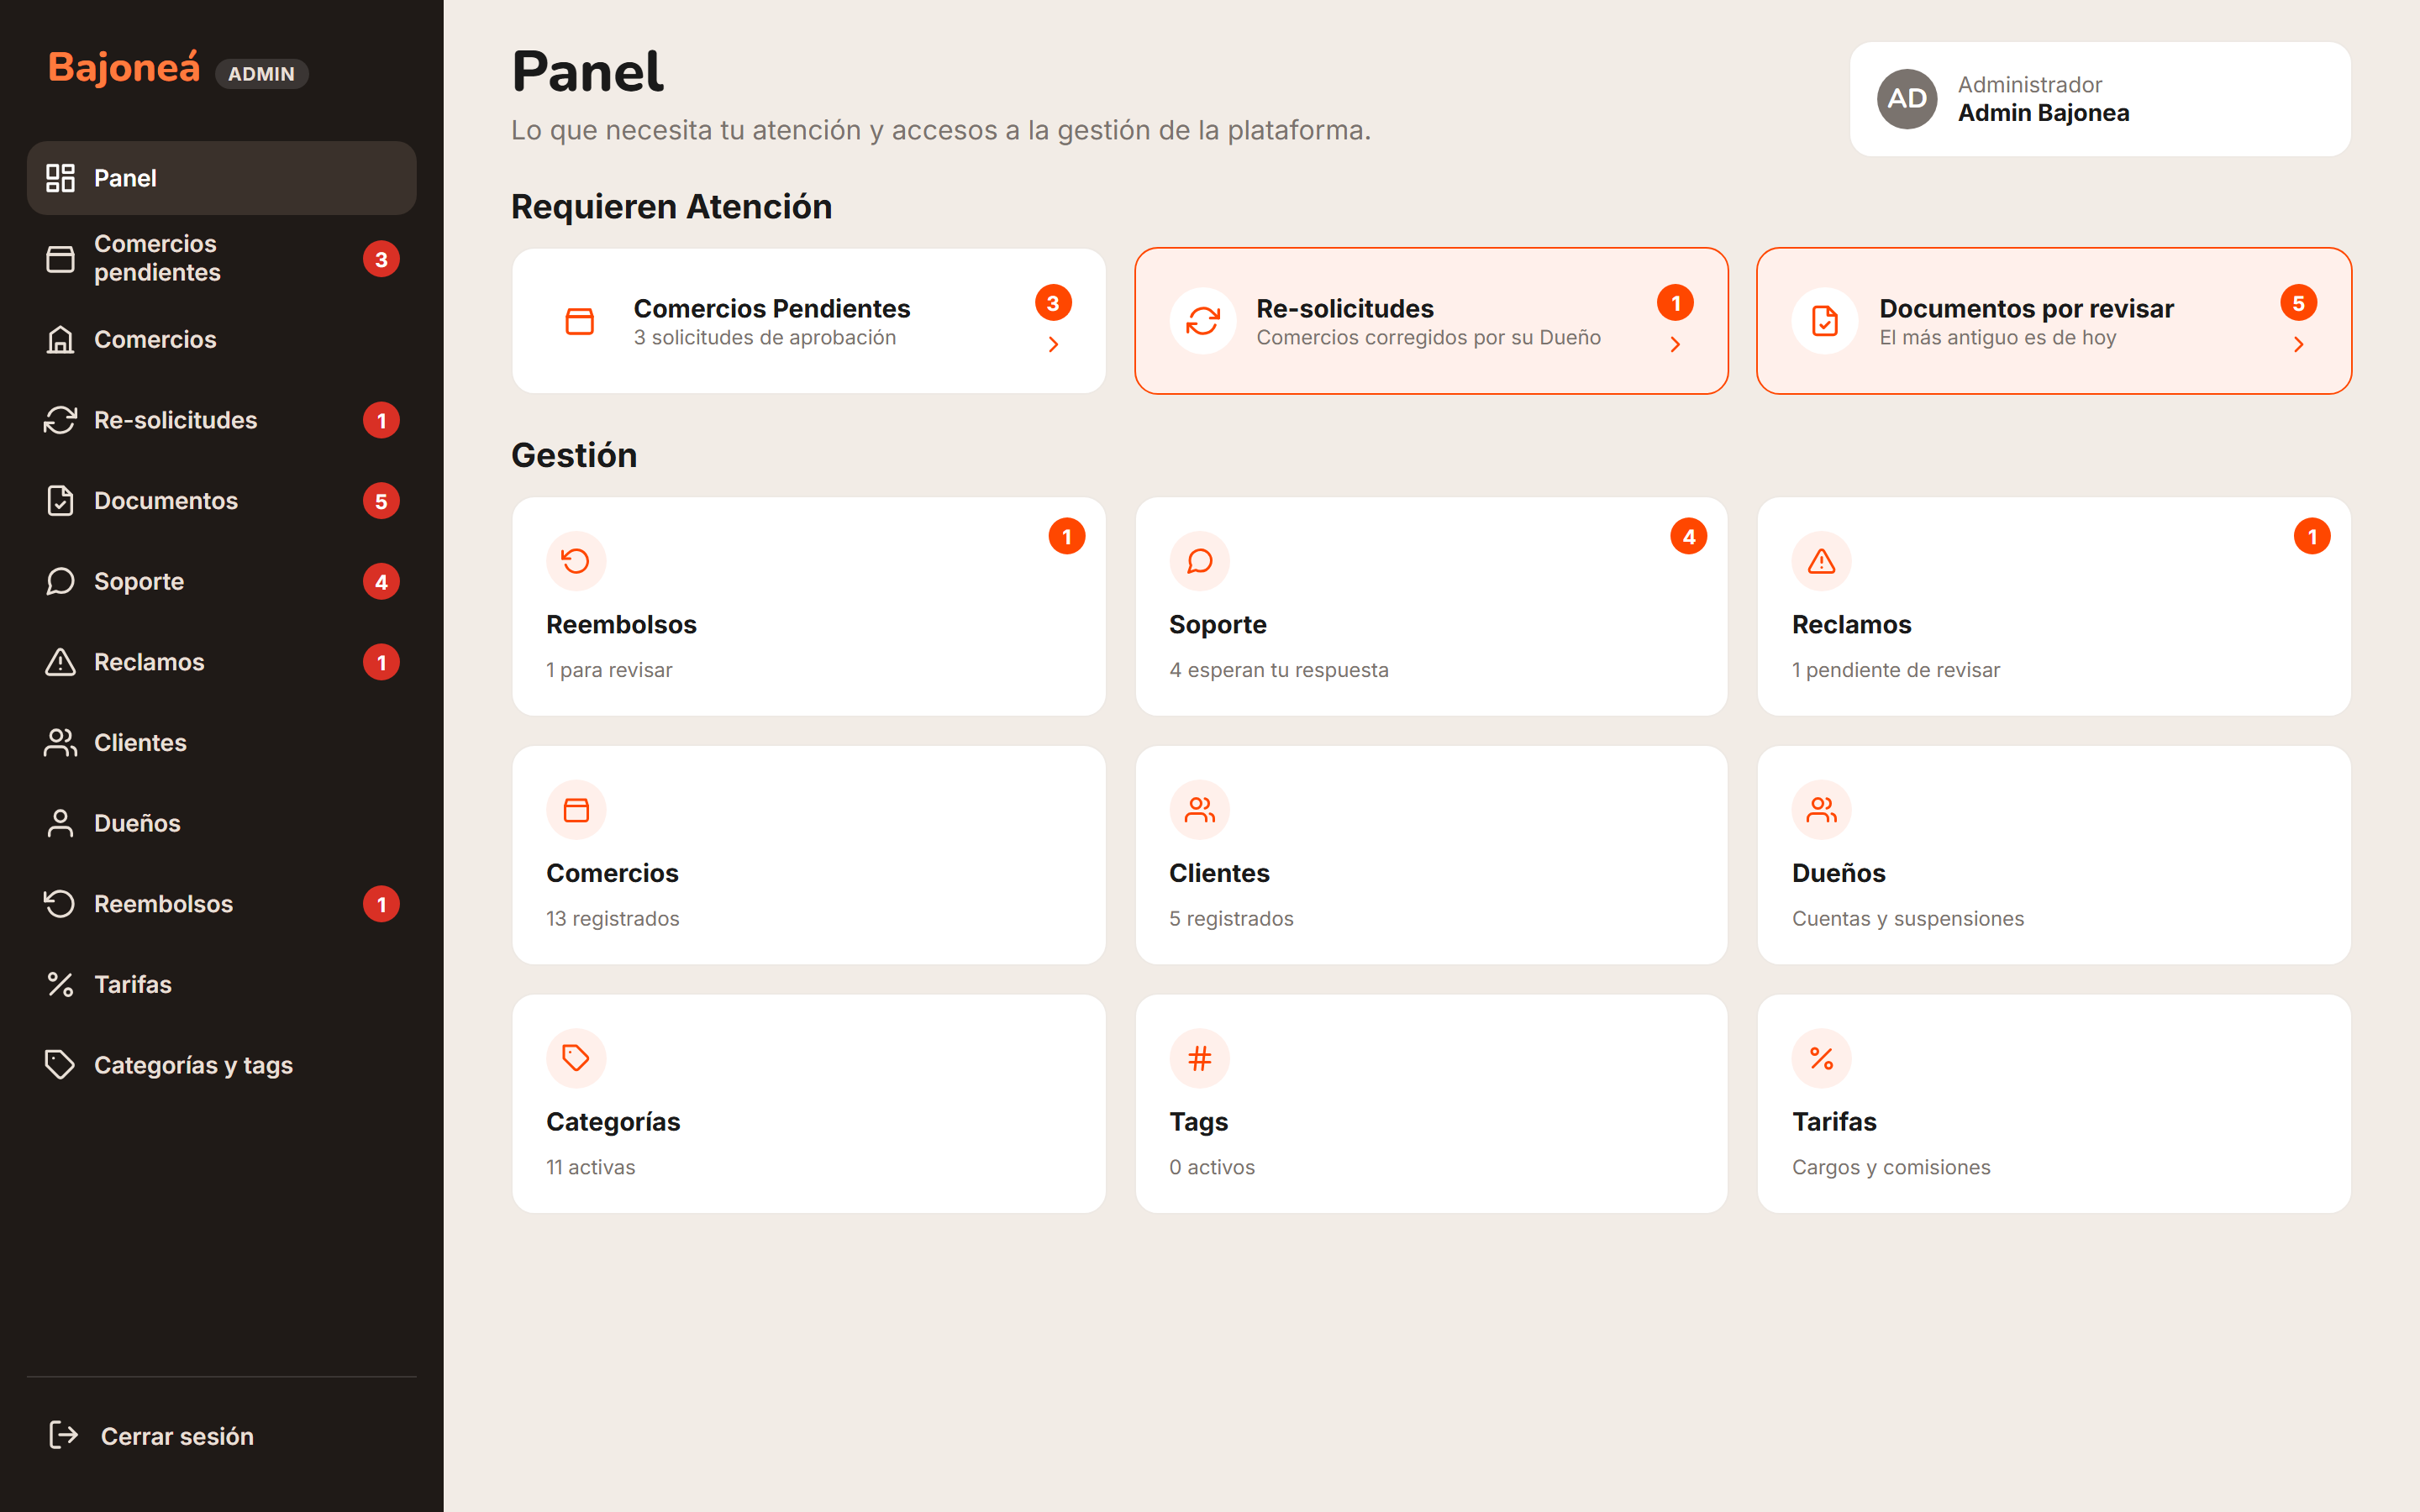 Bajoneá ADMIN
Panel
Comercios
pendientes
3
Comercios
Re-solicitudes 1
Documentos 5
Soporte 4
Reclamos 1
Clientes
Dueños
Reembolsos 1
Tarifas
Categorías y tags
Cerrar sesión
Panel
Lo que necesita tu atención y accesos a la gestión de la plataforma.
AD
Administrador
Admin Bajonea
Requieren Atención
Comercios Pendientes
3 solicitudes de aprobación
3
Re-solicitudes
Comercios corregidos por su Dueño
1
Documentos por revisar
El más antiguo es de hoy
5
Gestión
1
Reembolsos
1 para revisar
4
Soporte
4 esperan tu respuesta
1
Reclamos
1 pendiente de revisar
Comercios
13 registrados
Clientes
5 registrados
Dueños
Cuentas y suspensiones
Categorías
11 activas
Tags
0 activos
Tarifas
Cargos y comisiones